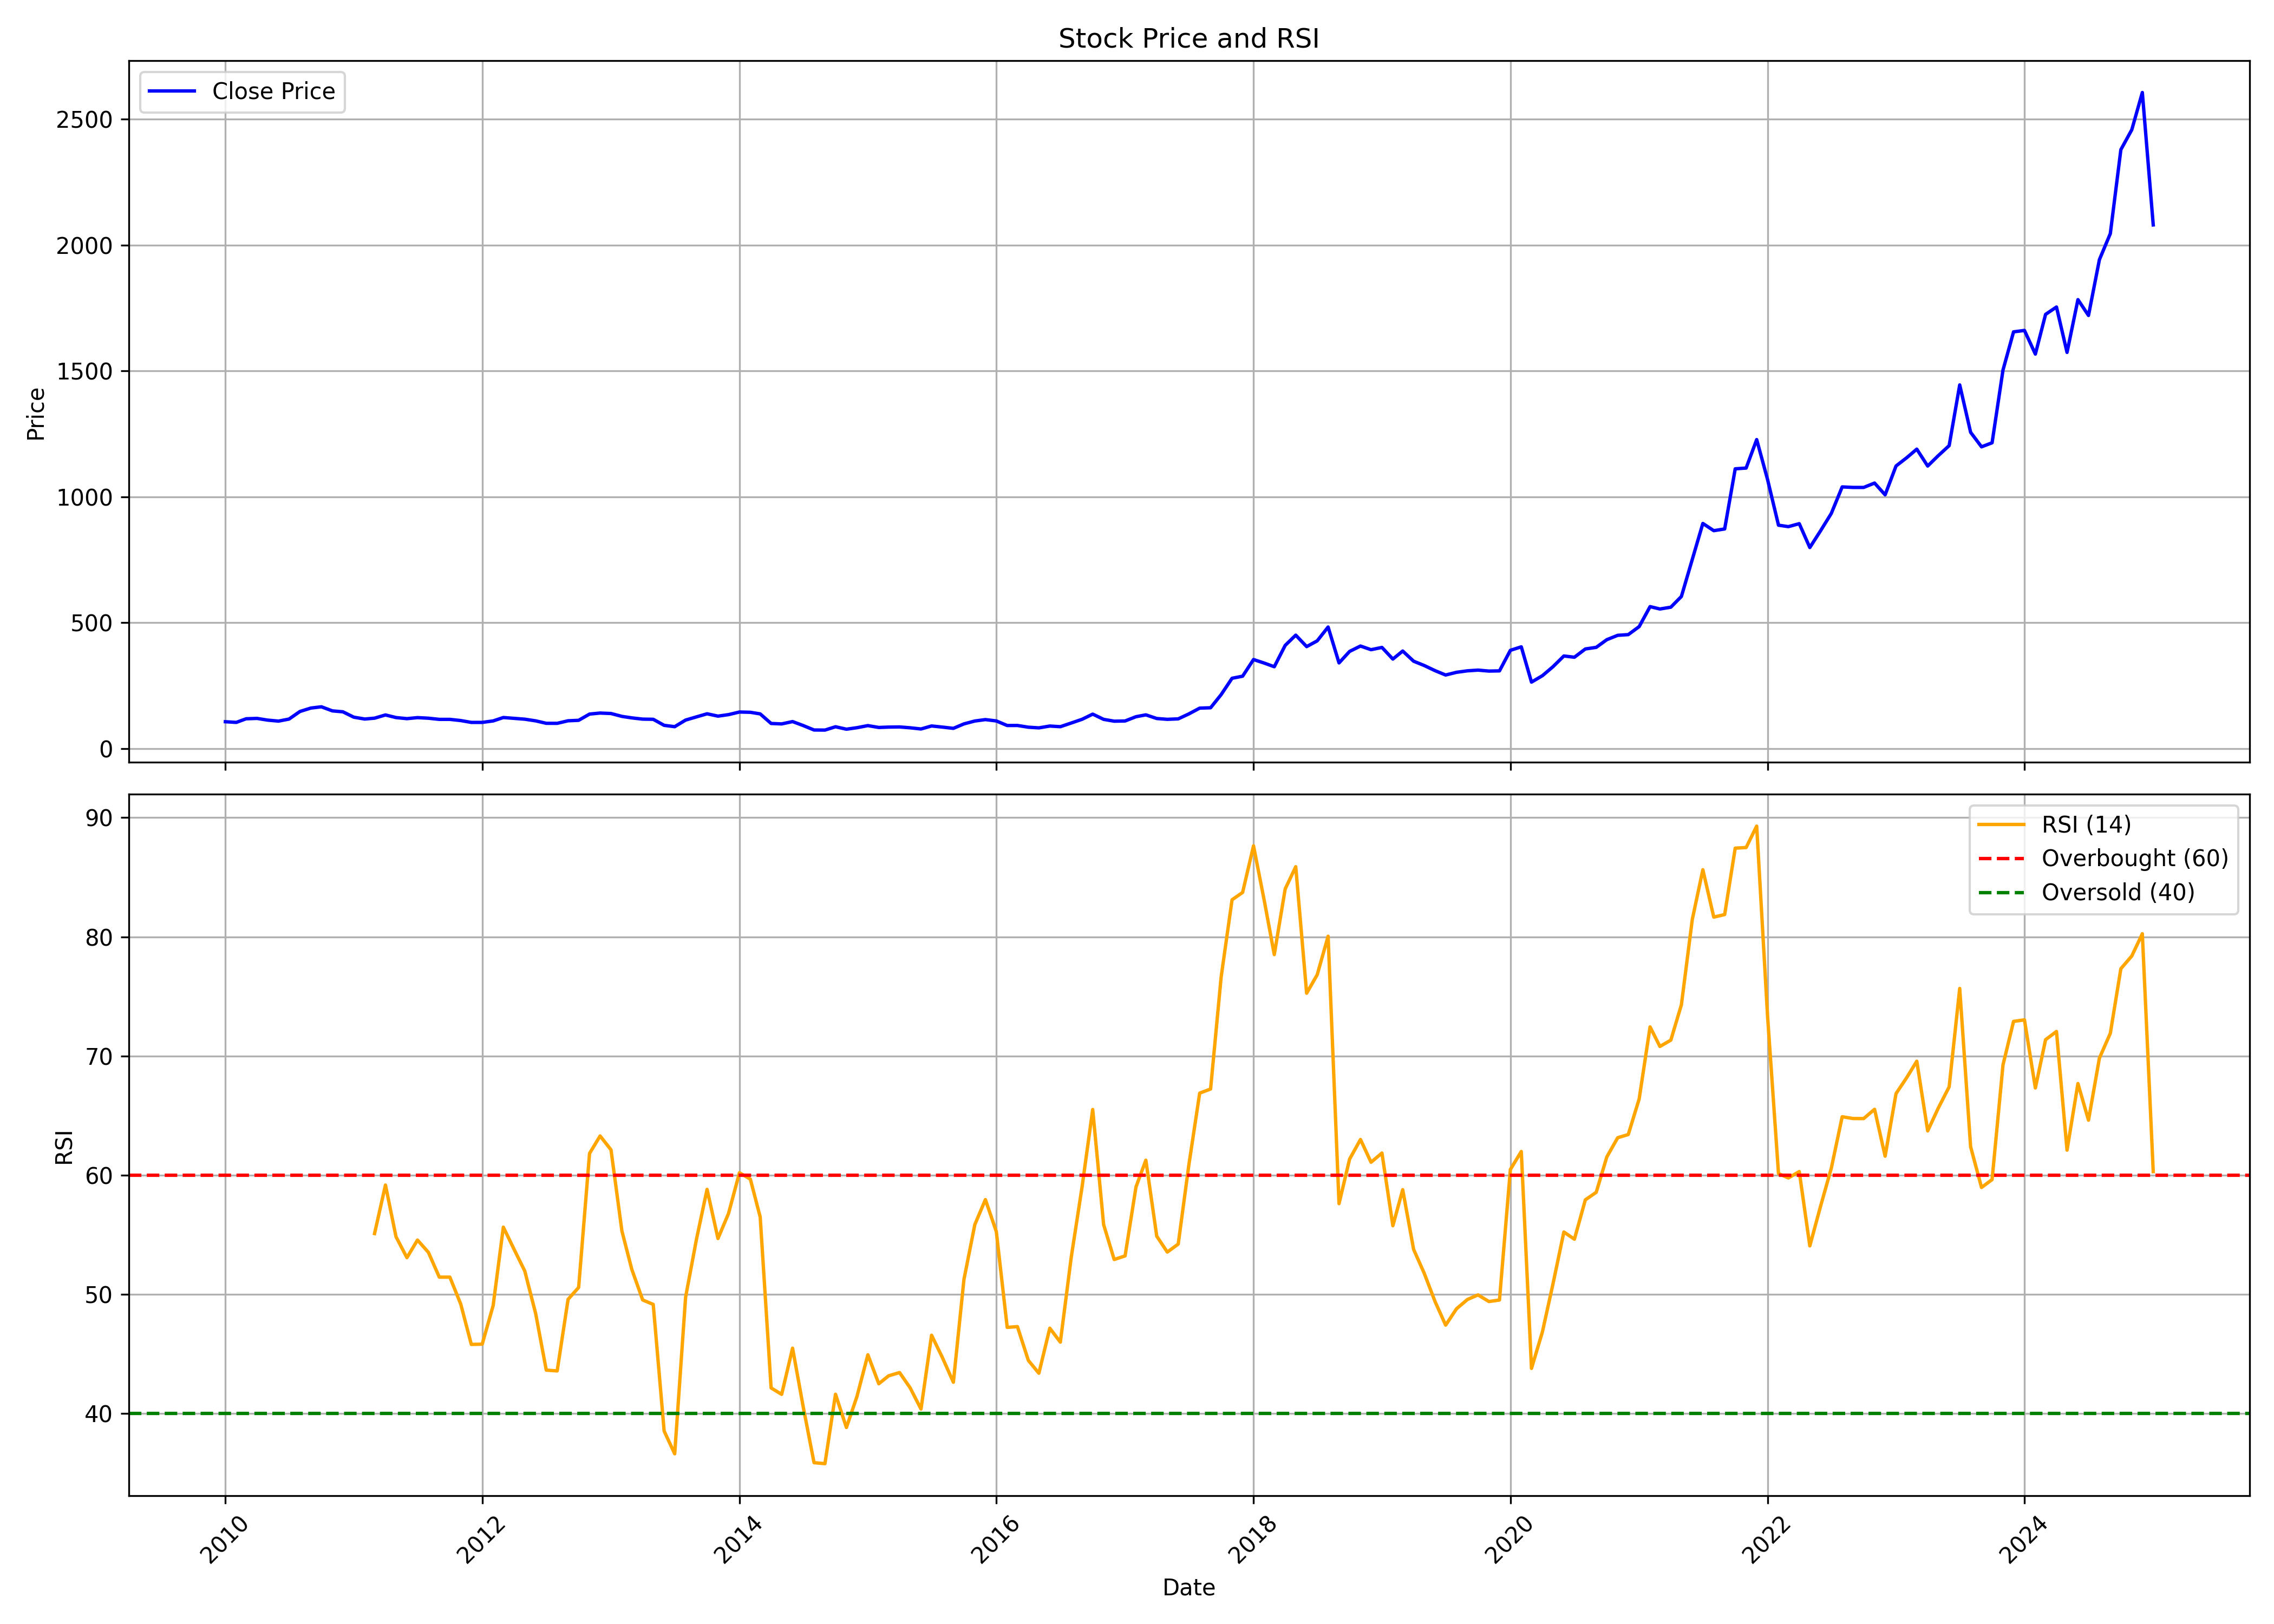 Stock Price and RSI
Close Price
Price
2500
2000
1500
1000
500
0
RSI (14)
Overbought (60)
Oversold (40)
RSI
90
80
70
60
50
40
2010
2012
2014
2016
2018
2020
2022
2024
Date